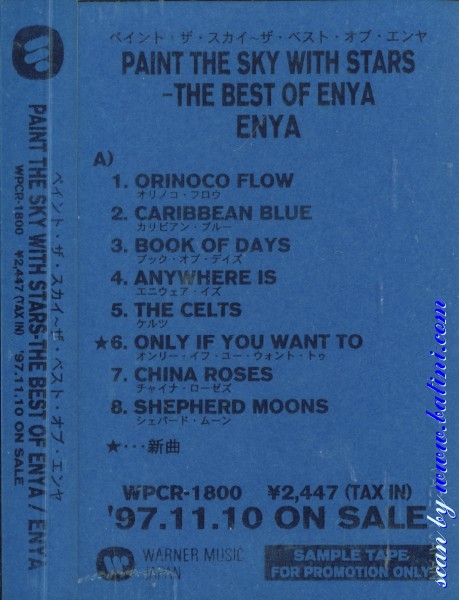 ペイント・ザ・スカイ~ザ・ベスト・オブ・エンヤ
PAINT THE SKY WITH STARS
-THE BEST OF ENYA
ENYA
A)
1. ORINOCO FLOW
オリノコ・フロウ
2. CARIBBEAN BLUE
カリビアン・ブルー
3. BOOK OF DAYS
ブック・オブ・デイズ
4. ANYWHERE IS
エニウェア・イズ
5. THE CELTS
ケルツ
★6. ONLY IF YOU WANT TO
オンリー・イフ・ユー・ウォント・トゥ
7. CHINA ROSES
チャイナ・ローゼズ
8. SHEPHERD MOONS
シェパード・ムーン
★・・・新曲
WPCR-1800 ¥2,447 (TAX IN)
'97.11.10 ON SALE
WARNER MUSIC
JAPAN
SAMPLE TAPE
FOR PROMOTION ONLY
ペイント・ザ・スカイ~ザ・ベスト・オブ・エンヤ
PAINT THE SKY WITH STARS-THE BEST OF ENYA / ENYA
WPCR-1800 ¥2,447 (TAX IN) '97.11.10 ON SALE
scan by www.batini.com